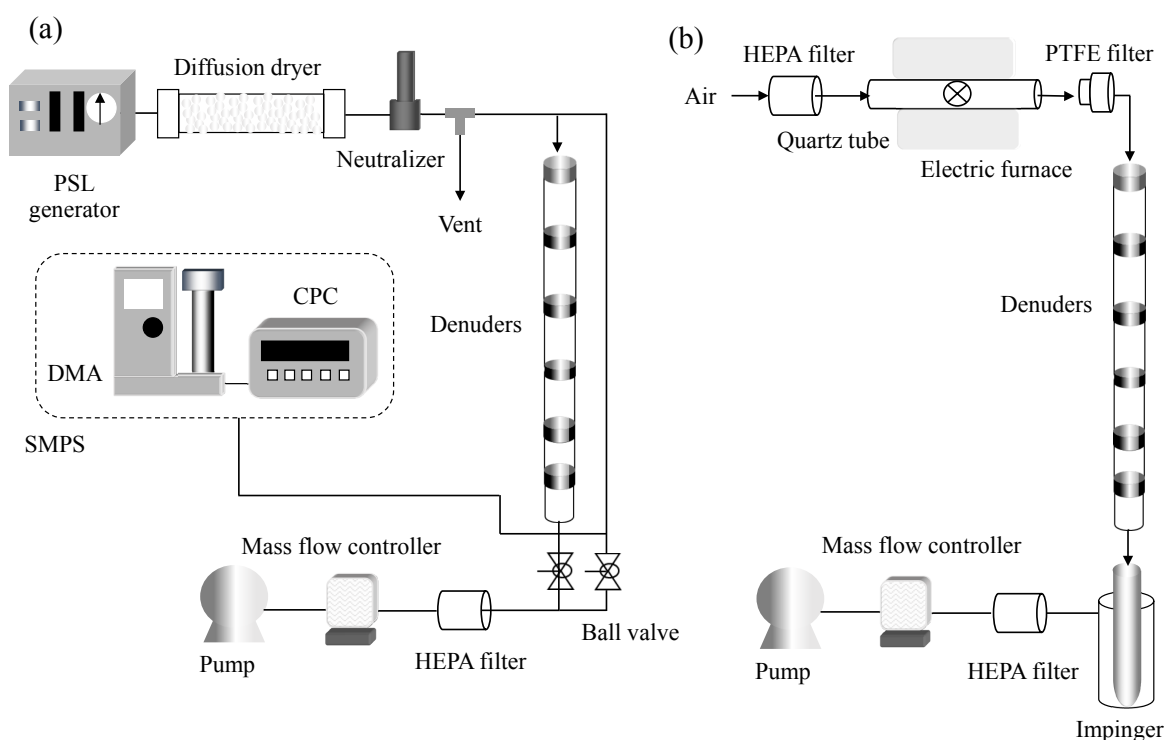 (a)
Diffusion dryer
Neutralizer
PSL
generator
Vent
CPC
DMA
SMPS
Denuders
Mass flow controller
Pump
HEPA filter
Ball valve
(b)
HEPA filter
PTFE filter
Air
Quartz tube
Electric furnace
Denuders
Mass flow controller
Pump
HEPA filter
Impinger